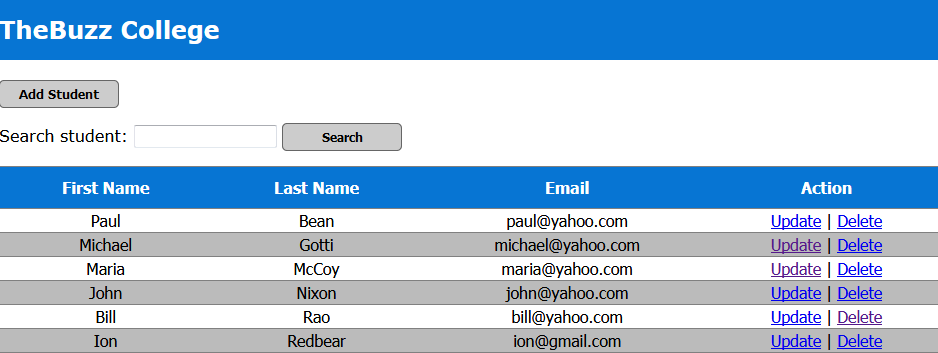 TheBuzz College
Add Student
Search student: Search
First Name Last Name Email Action
Paul Bean paul@yahoo.com Update | Delete
Michael Gotti michael@yahoo.com Update | Delete
Maria McCoy maria@yahoo.com Update | Delete
John Nixon john@yahoo.com Update | Delete
Bill Rao bill@yahoo.com Update | Delete
Ion Redbear ion@gmail.com Update | Delete